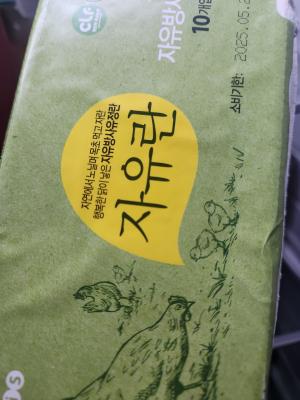 자유방사
10개입
소비기한: 2025.05.2
자연에서 노닐며 목초 먹고 자란
행복한 닭이 낳은 자유방사유정란
자유란